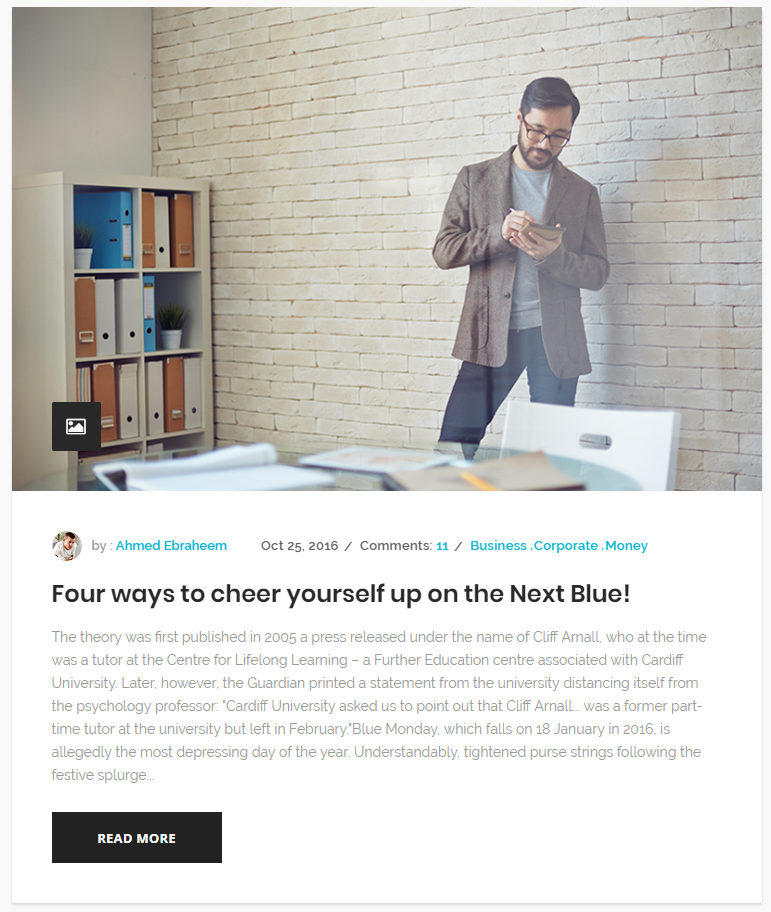 by : Ahmed Ebraheem Oct 25, 2016 / Comments: 11 / Business .Corporate .Money
Four ways to cheer yourself up on the Next Blue!
The theory was first published in 2005 a press released under the name of Cliff Arnall, who at the time
was a tutor at the Centre for Lifelong Learning – a Further Education centre associated with Cardiff
University. Later, however, the Guardian printed a statement from the university distancing itself from
the psychology professor: "Cardiff University asked us to point out that Cliff Arnall... was a former part-
time tutor at the university but left in February."Blue Monday, which falls on 18 January in 2016, is
allegedly the most depressing day of the year. Understandably, tightened purse strings following the
festive splurge...
READ MORE